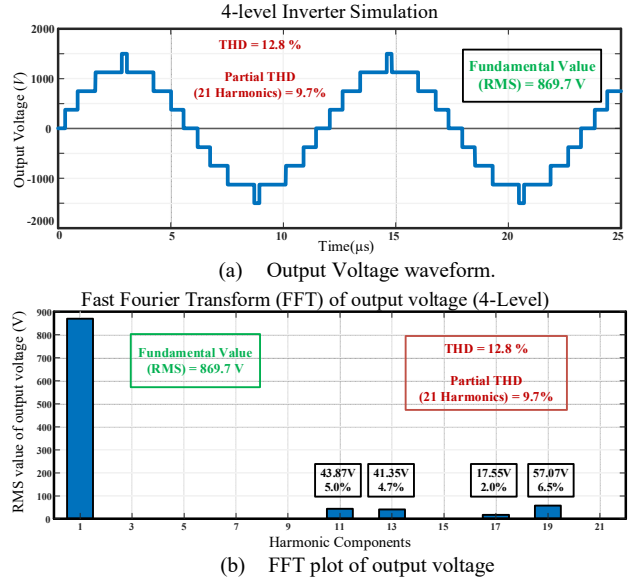 4-level Inverter Simulation
Output Voltage (V)
2000
1000
0
-1000
-2000
THD = 12.8 %
Partial THD
(21 Harmonics) = 9.7%
Fundamental Value
(RMS) = 869.7 V
0 5 10 15 20 25
Time(µs)
(a) Output Voltage waveform.
Fast Fourier Transform (FFT) of output voltage (4-Level)
RMS value of output voltage (V)
900
800
700
600
500
400
300
200
100
0
Fundamental Value
(RMS) = 869.7 V
THD = 12.8 %
Partial THD
(21 Harmonics) = 9.7%
43.87V
5.0%
41.35V
4.7%
17.55V
2.0%
57.07V
6.5%
1 3 5 7 9 11 13 15 17 19 21
Harmonic Components
(b) FFT plot of output voltage